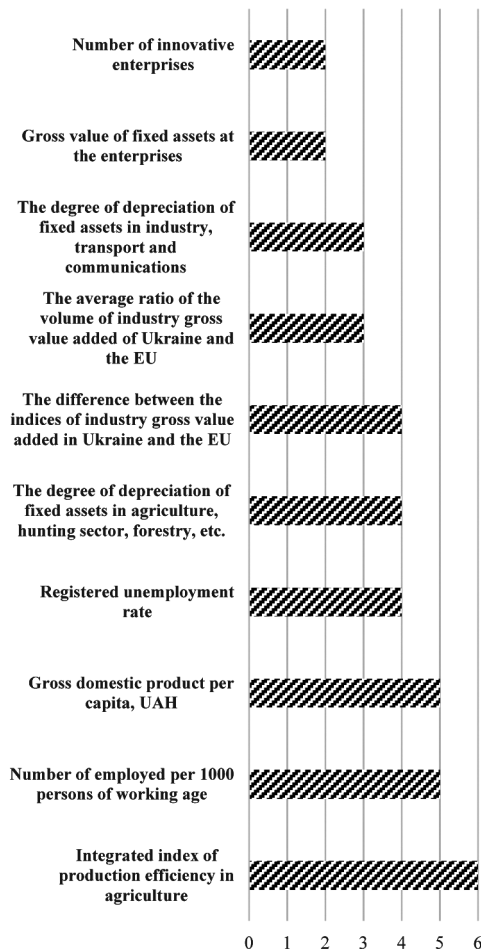 Number of innovative
enterprises
Gross value of fixed assets at
the enterprises
The degree of depreciation of
fixed assets in industry,
transport and
communications
The average ratio of the
volume of industry gross
value added of Ukraine and
the EU
The difference between the
indices of industry gross value
added in Ukraine and the EU
The degree of depreciation of
fixed assets in agriculture,
hunting sector, forestry, etc.
Registered unemployment
rate
Gross domestic product per
capita, UAH
Number of employed per 1000
persons of working age
Integrated index of
production efficiency in
agriculture
0 1 2 3 4 5 6